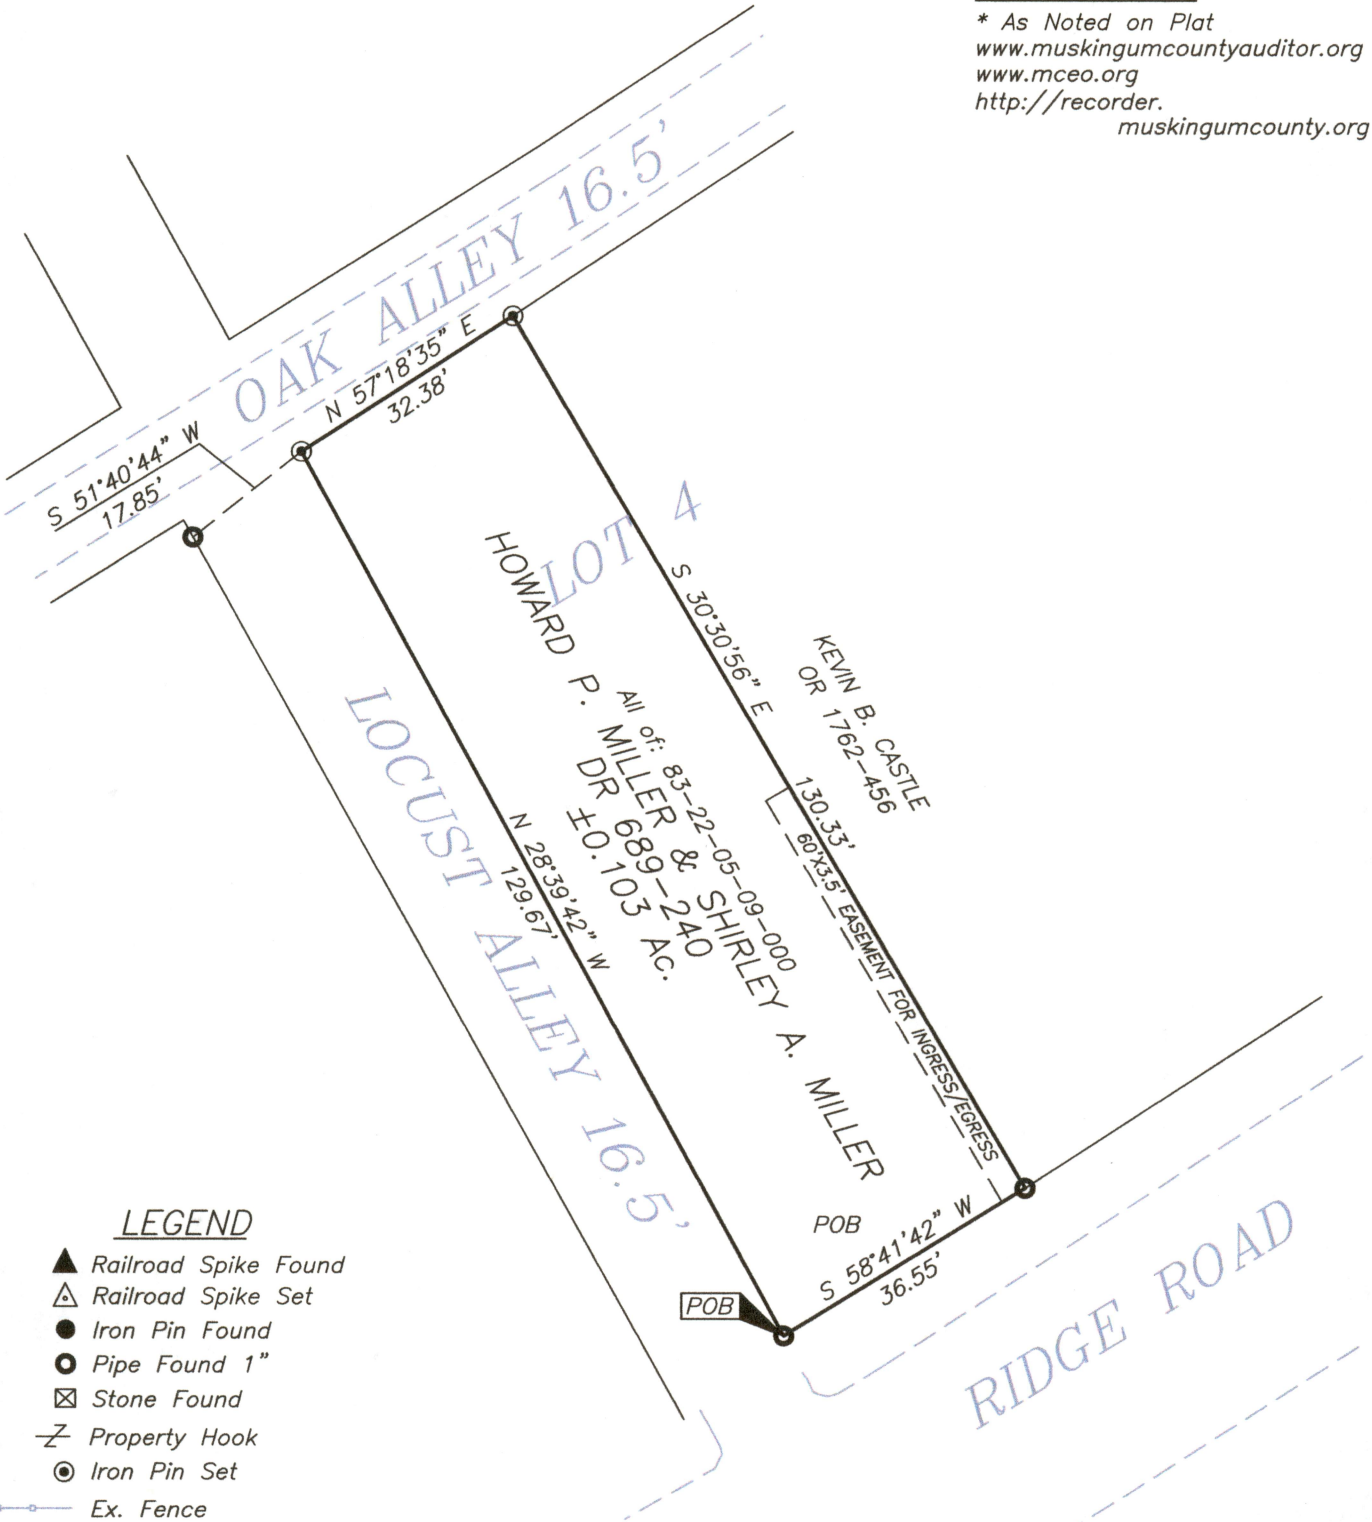 * As Noted on Plat
www.muskingumcountyauditor.org
www.mceo.org
http://recorder.
muskingumcounty.org
OAK ALLEY 16.5'
N 57°18'35" E
32.38'
S 51°40'44" W
17.85'
LOT 4
HOWARD P. MILLER & SHIRLEY A. MILLER
All of: 83-22-05-09-000
DR 689-240
±0.103 Ac.
S 30°30'56" E
130.33'
KEVIN B. CASTLE
OR 1762-456
60'X3.5' EASEMENT FOR INGRESS/EGRESS
LOCUST ALLEY 16.5'
N 28°39'42" W
129.67'
POB
S 58°41'42" W
36.55'
POB
RIDGE ROAD
LEGEND
Railroad Spike Found
Railroad Spike Set
Iron Pin Found
Pipe Found 1"
Stone Found
Property Hook
Iron Pin Set
Ex. Fence